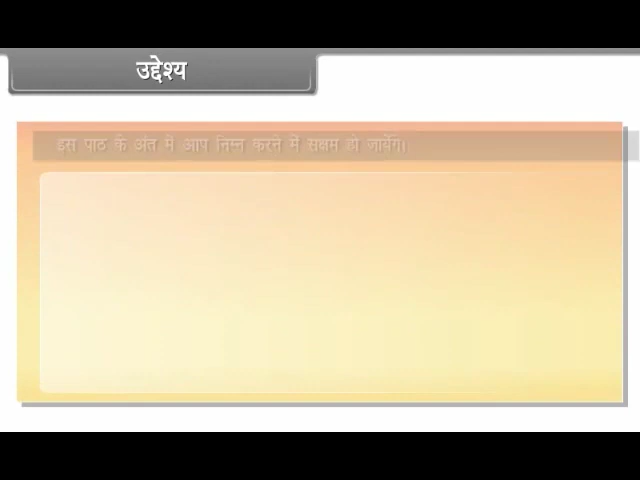 उद्देश्य
इस पाठ के अंत में आप निम्न करने में सक्षम हो जायेंगे।